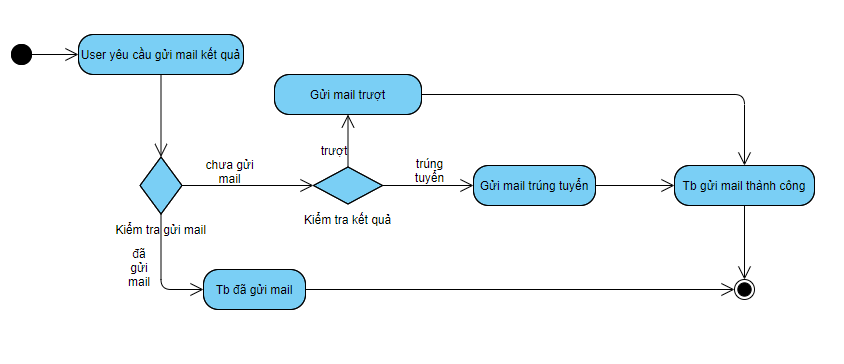 User yêu cầu gửi mail kết quả
Gửi mail trượt
trượt
chưa gửi
mail
trúng
tuyển
Gửi mail trúng tuyển
Tb gửi mail thành công
Kiểm tra gửi mail
Kiểm tra kết quả
đã
gửi
mail
Tb đã gửi mail